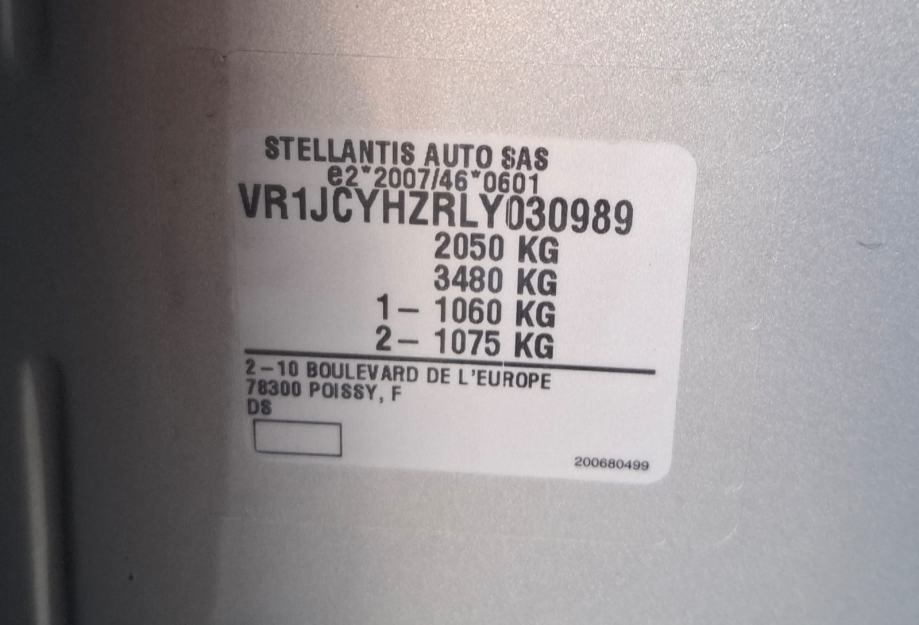 STELLANTIS AUTO SAS
e2*2007/46*0601
VR1JCYHZRLY030989
2050 KG
3480 KG
1- 1060 KG
2- 1075 KG
2-10 BOULEVARD DE L'EUROPE
78300 POISSY, F
DS
200680499